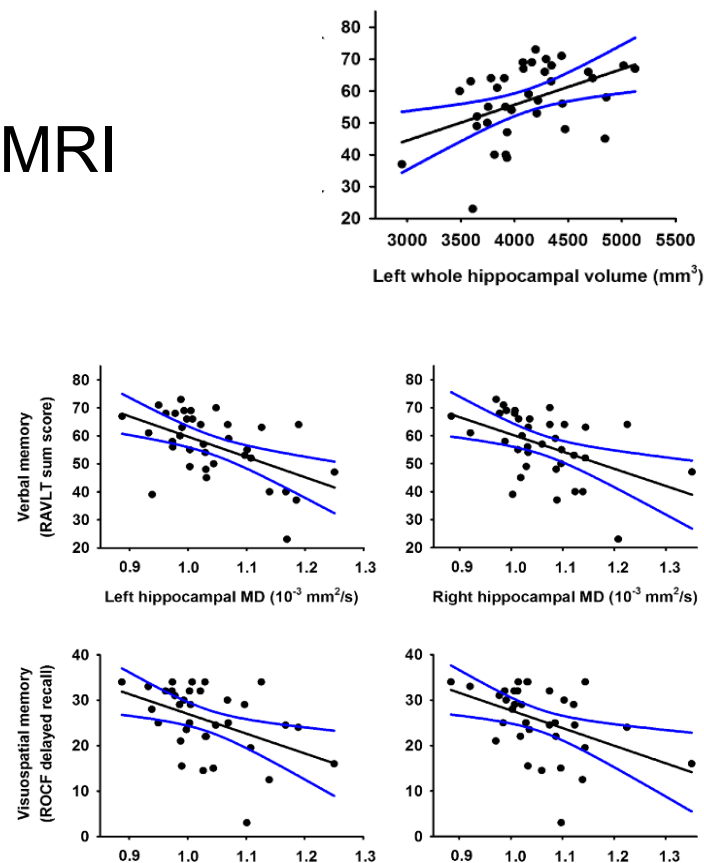 MRI
80
70
60
50
40
30
20
3000 3500 4000 4500 5000 5500
Left whole hippocampal volume (mm³)
Verbal memory
(RAVLT sum score)
80
70
60
50
40
30
20
0.9 1.0 1.1 1.2 1.3
Left hippocampal MD (10⁻³ mm²/s)
80
70
60
50
40
30
20
0.9 1.0 1.1 1.2 1.3
Right hippocampal MD (10⁻³ mm²/s)
Visuospatial memory
(ROCF delayed recall)
40
30
20
10
0
0.9 1.0 1.1 1.2 1.3
40
30
20
10
0
0.9 1.0 1.1 1.2 1.3